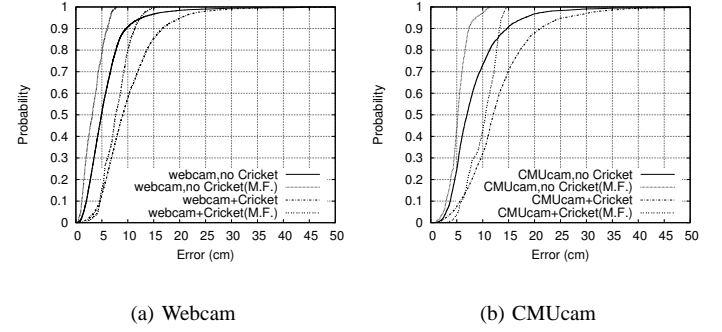 1
0.9
0.8
0.7
0.6
0.5
0.4
0.3
0.2
0.1
0
Probability
webcam,no Cricket
webcam,no Cricket(M.F.)
webcam+Cricket
webcam+Cricket(M.F.)
0 5 10 15 20 25 30 35 40 45 50
Error (cm)
(a) Webcam
1
0.9
0.8
0.7
0.6
0.5
0.4
0.3
0.2
0.1
0
Probability
CMUcam,no Cricket
CMUcam,no Cricket(M.F.)
CMUcam+Cricket
CMUcam+Cricket(M.F.)
0 5 10 15 20 25 30 35 40 45 50
Error (cm)
(b) CMUcam